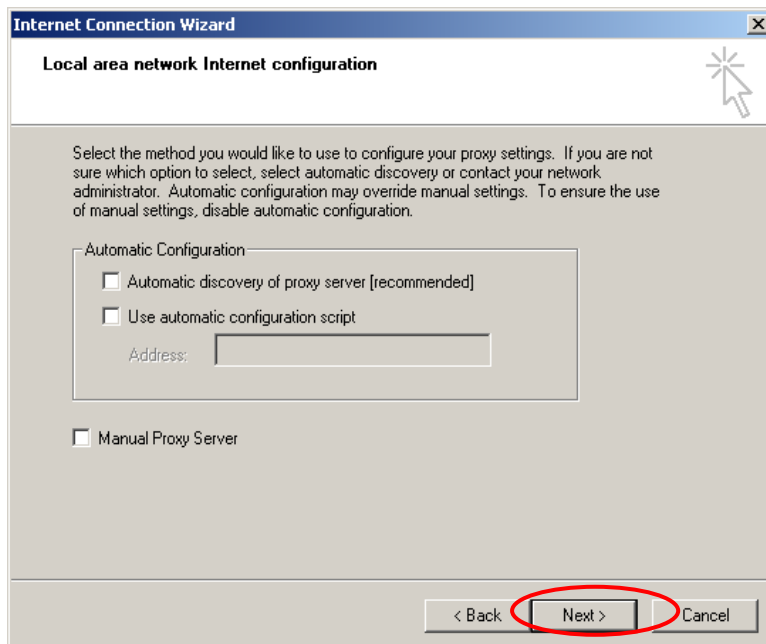 Internet Connection Wizard
Local area network Internet configuration
Select the method you would like to use to configure your proxy settings. If you are not
sure which option to select, select automatic discovery or contact your network
administrator. Automatic configuration may override manual settings. To ensure the use
of manual settings, disable automatic configuration.
Automatic Configuration
Automatic discovery of proxy server [recommended]
Use automatic configuration script
Address:
Manual Proxy Server
< Back Next > Cancel